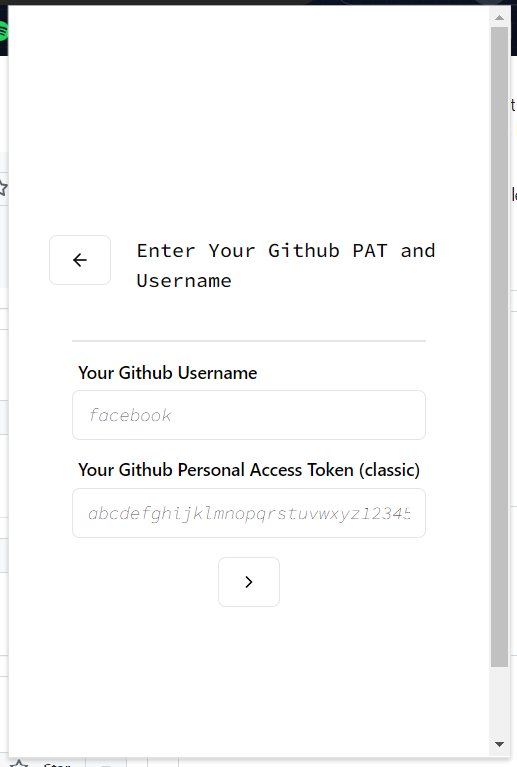 Enter Your Github PAT and
Username
Your Github Username
facebook
Your Github Personal Access Token (classic)
abcdefghijklmnopqrstuvwxyz12345